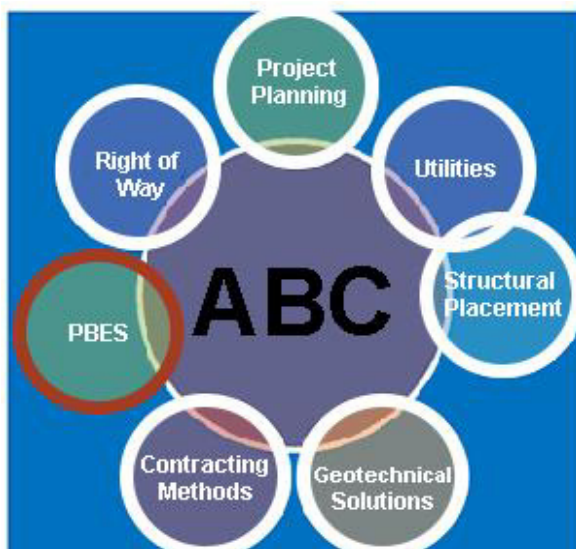 Project
Planning
Right of
Way
Utilities
ABC
Structural
Placement
PBES
Contracting
Methods
Geotechnical
Solutions